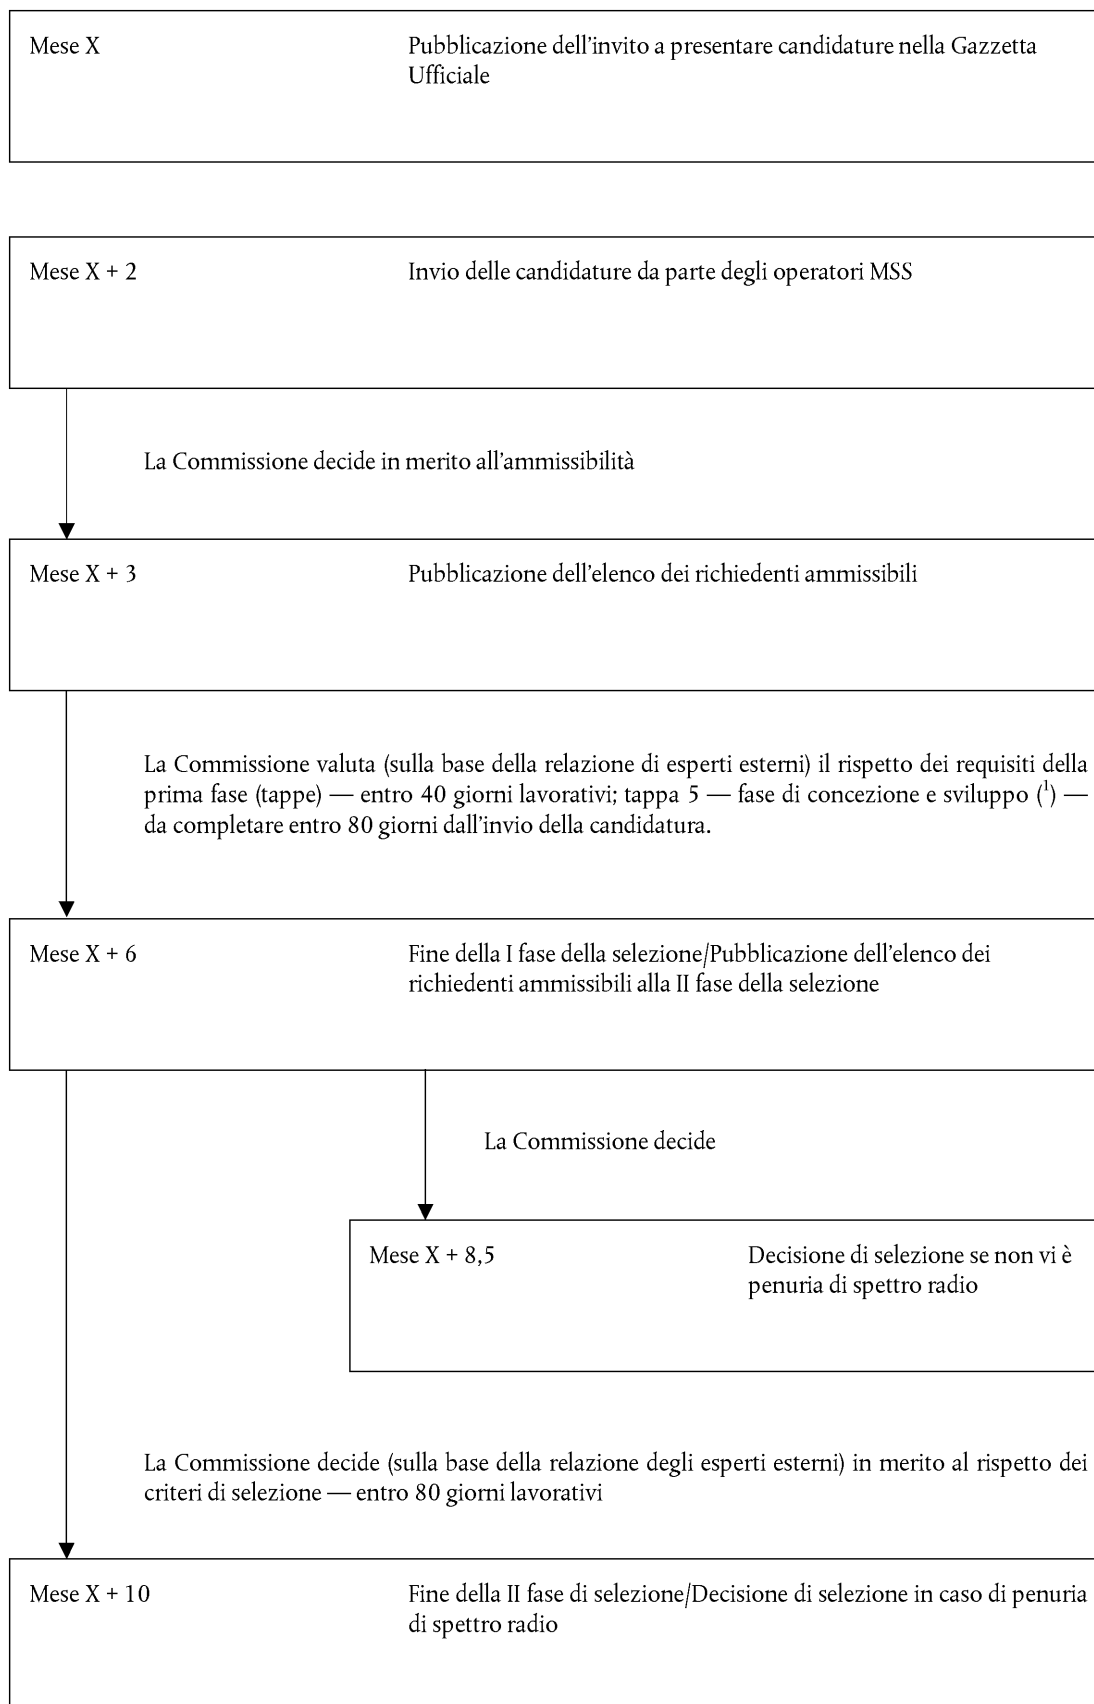 Mese X
Pubblicazione dell'invito a presentare candidature nella Gazzetta
Ufficiale
Mese X + 2
Invio delle candidature da parte degli operatori MSS
La Commissione decide in merito all'ammissibilità
Mese X + 3
Pubblicazione dell'elenco dei richiedenti ammissibili
La Commissione valuta (sulla base della relazione di esperti esterni) il rispetto dei requisiti della
prima fase (tappe) — entro 40 giorni lavorativi; tappa 5 — fase di concezione e sviluppo (¹) —
da completare entro 80 giorni dall'invio della candidatura.
Mese X + 6
Fine della I fase della selezione/Pubblicazione dell'elenco dei
richiedenti ammissibili alla II fase della selezione
La Commissione decide
Mese X + 8,5
Decisione di selezione se non vi è
penuria di spettro radio
La Commissione decide (sulla base della relazione degli esperti esterni) in merito al rispetto dei
criteri di selezione — entro 80 giorni lavorativi
Mese X + 10
Fine della II fase di selezione/Decisione di selezione in caso di penuria
di spettro radio